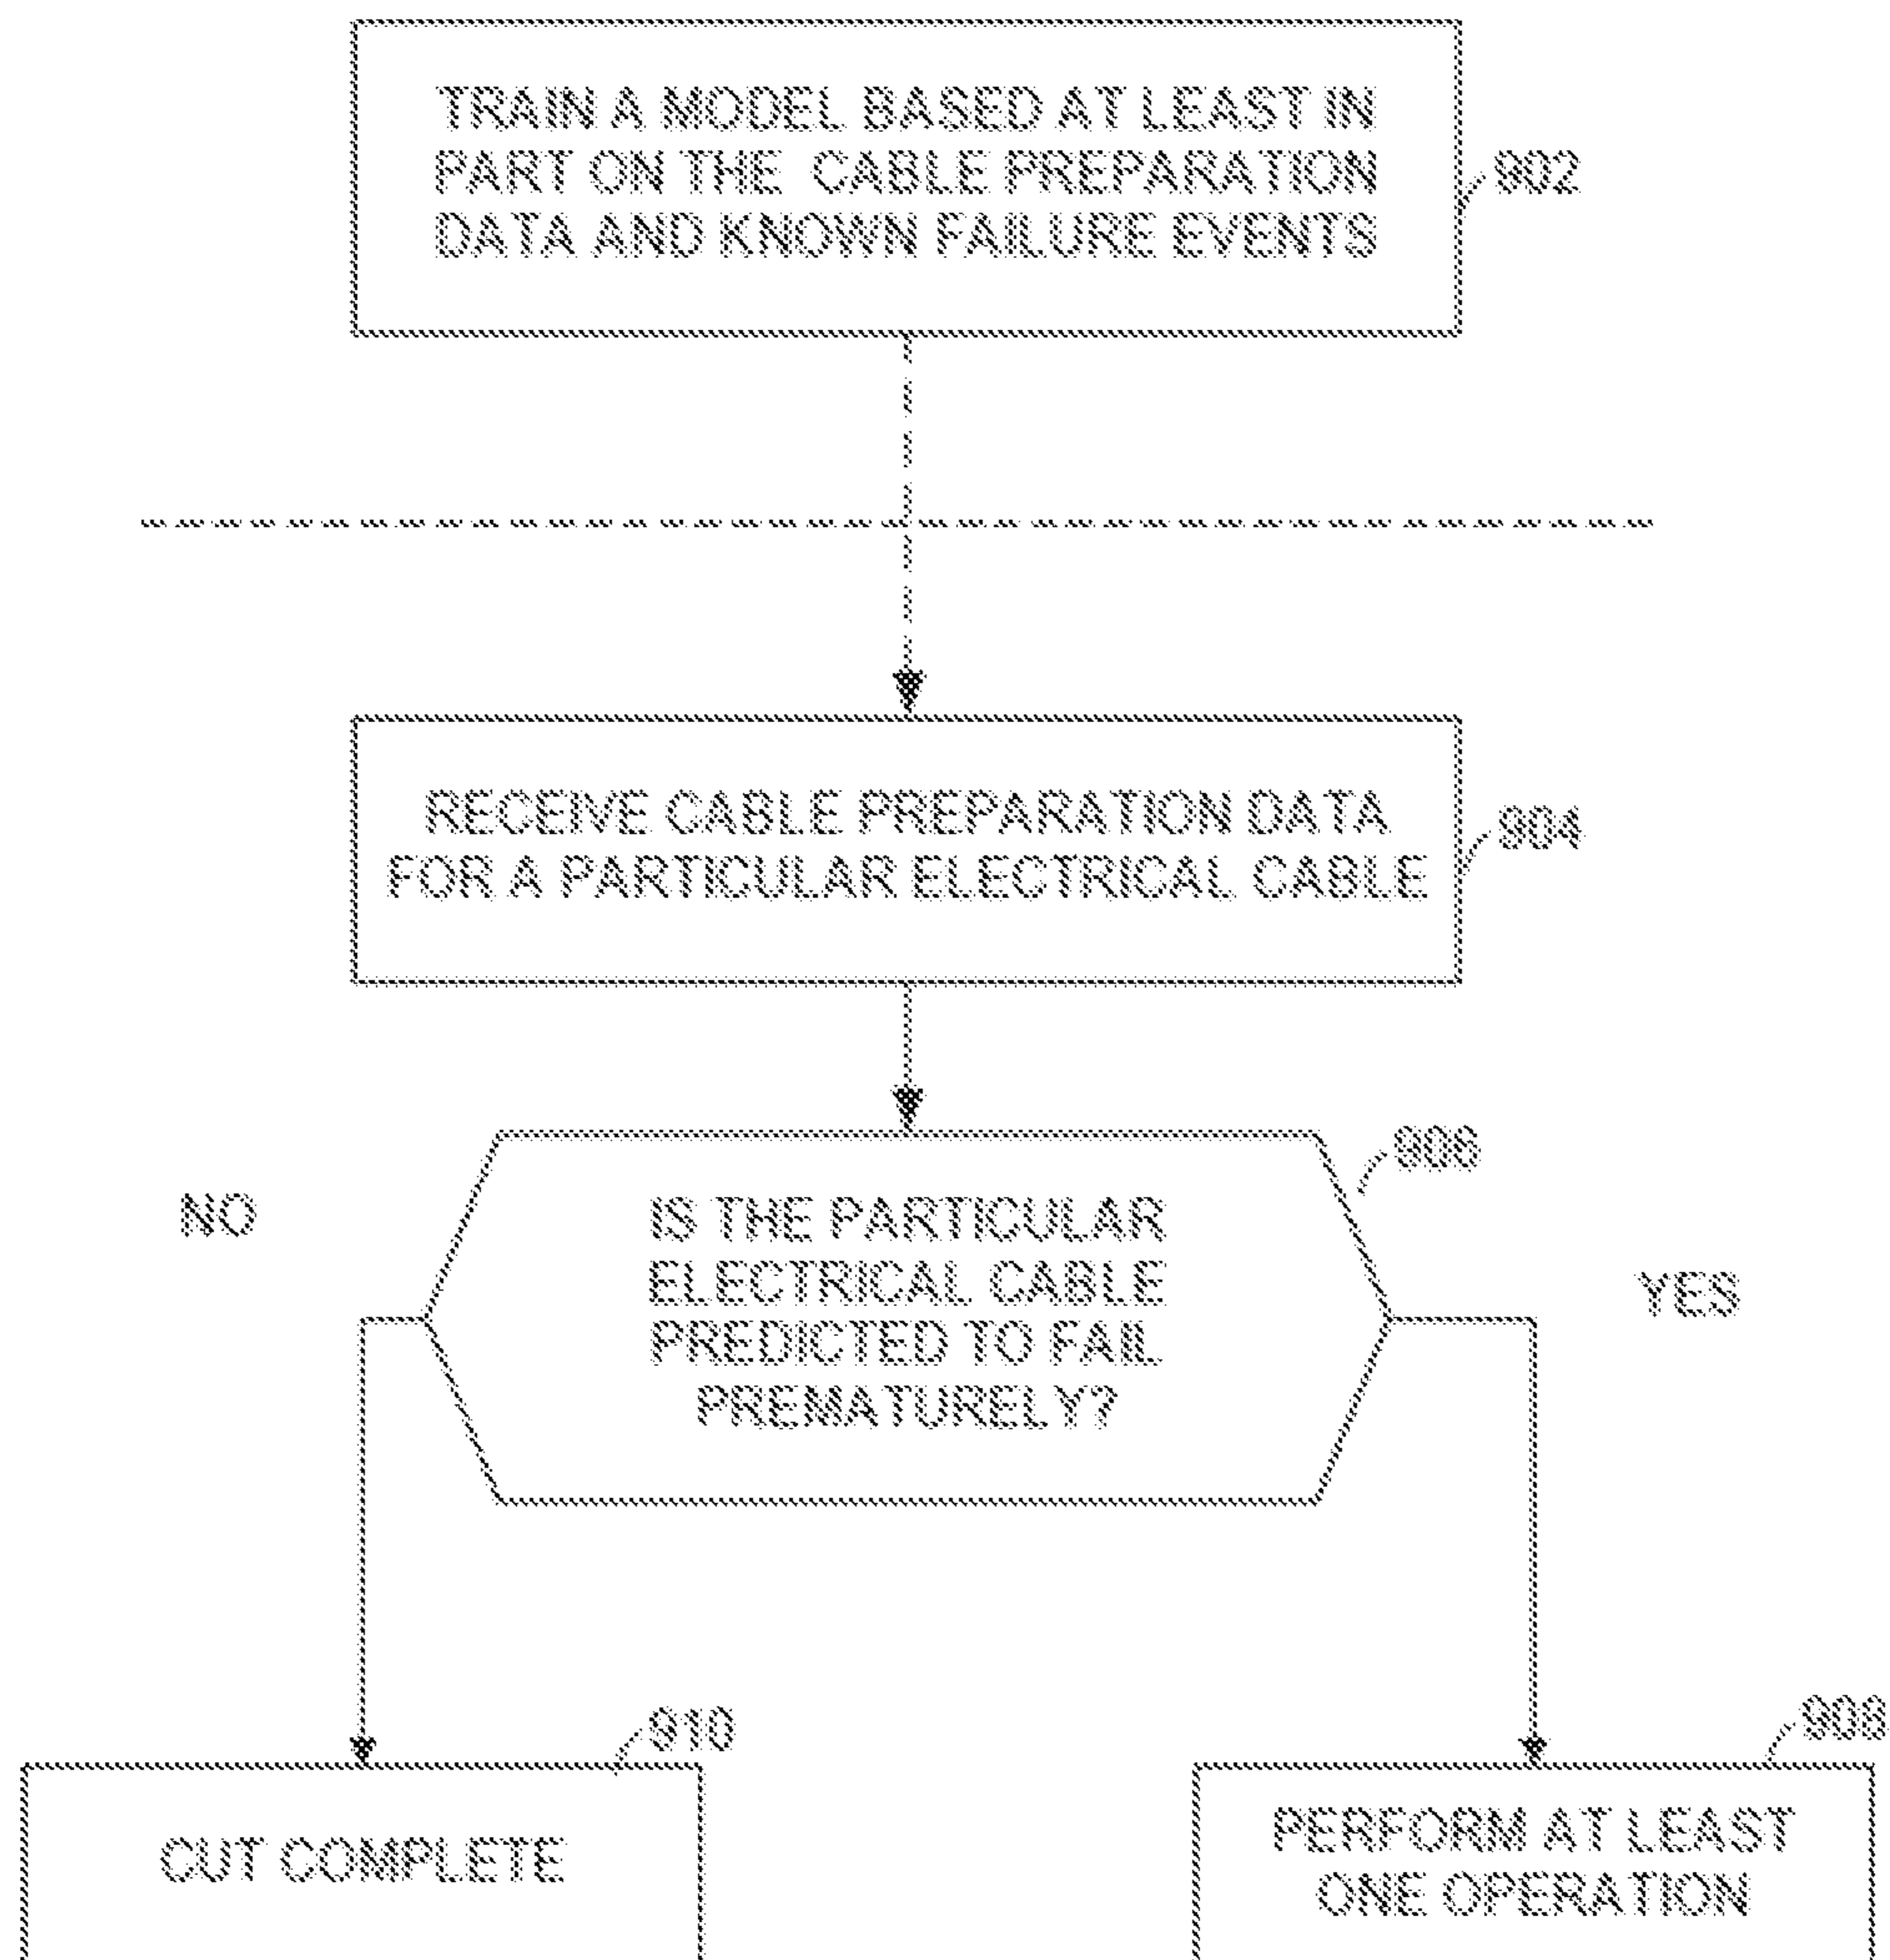 TRAIN A MODEL BASED AT LEAST IN
PART ON THE CABLE PREPARATION
DATA AND KNOWN FAILURE EVENTS
902
RECEIVE CABLE PREPARATION DATA
FOR A PARTICULAR ELECTRICAL CABLE
904
906
NO
IS THE PARTICULAR
ELECTRICAL CABLE
PREDICTED TO FAIL
PREMATURELY?
YES
910
908
CUT COMPLETE
PERFORM AT LEAST
ONE OPERATION